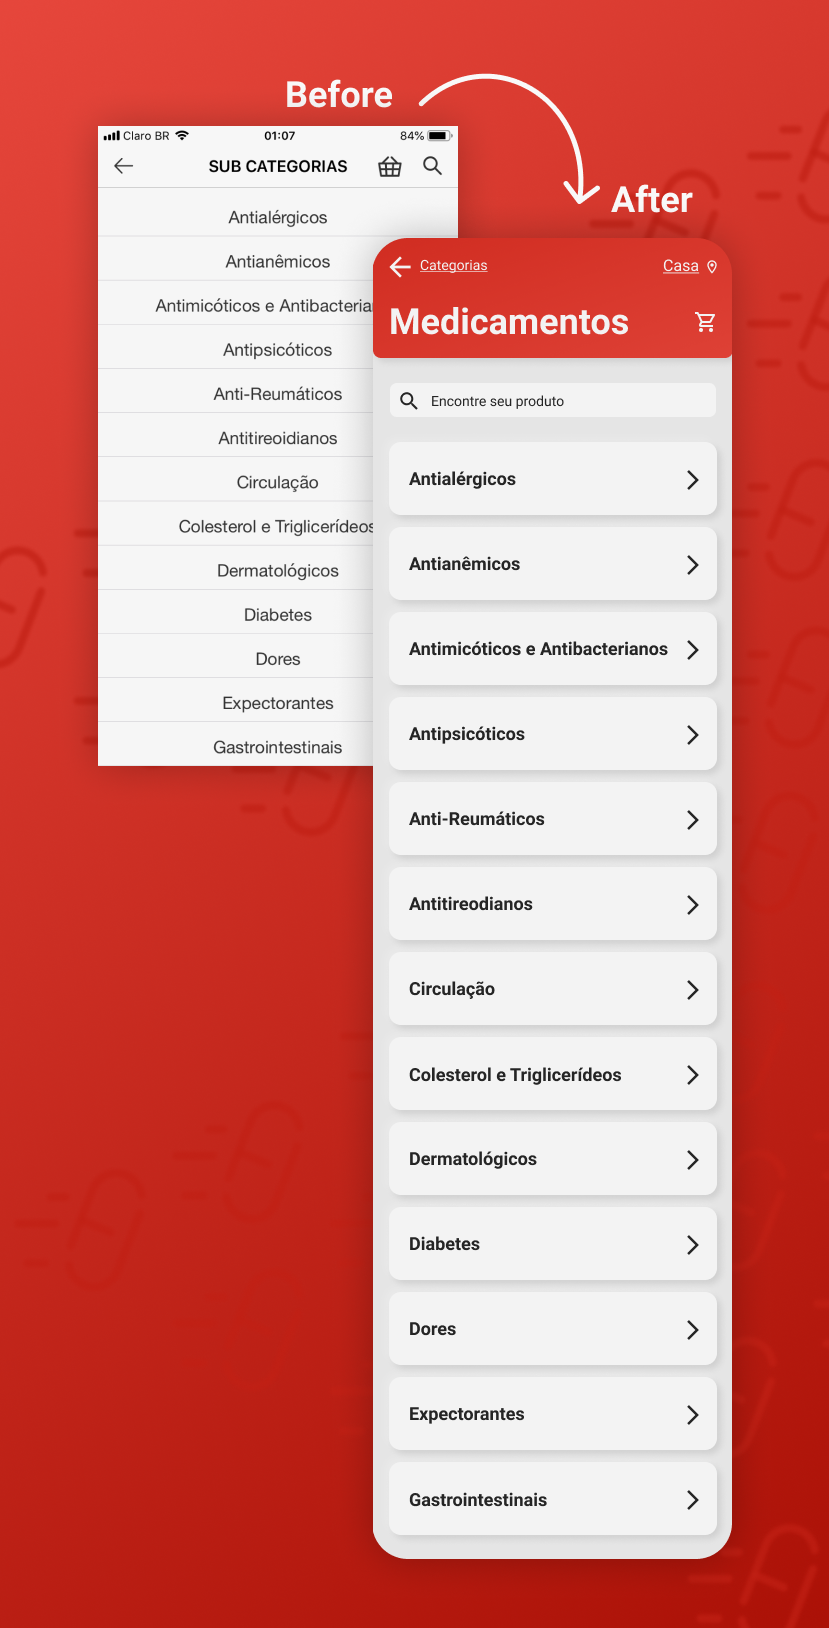 Before
Claro BR 01:07 84%
SUB CATEGORIAS
Antialérgicos
Antianêmicos
Antimicóticos e Antibacteria
Antipsicóticos
Anti-Reumáticos
Antitireoidianos
Circulação
Colesterol e Triglicerídeos
Dermatológicos
Diabetes
Dores
Expectorantes
Gastrointestinais
After
Categorias Casa
Medicamentos
Encontre seu produto
Antialérgicos
Antianêmicos
Antimicóticos e Antibacterianos
Antipsicóticos
Anti-Reumáticos
Antitireodianos
Circulação
Colesterol e Triglicerídeos
Dermatológicos
Diabetes
Dores
Expectorantes
Gastrointestinais